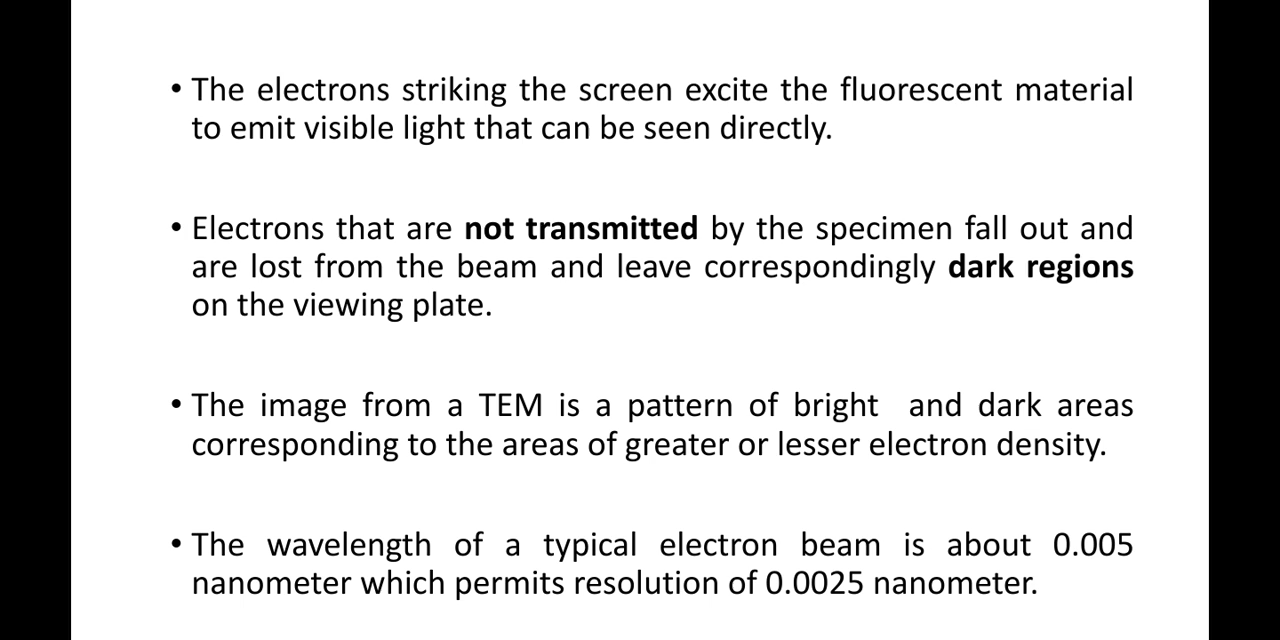 • The electrons striking the screen excite the fluorescent material
to emit visible light that can be seen directly.
• Electrons that are not transmitted by the specimen fall out and
are lost from the beam and leave correspondingly dark regions
on the viewing plate.
• The image from a TEM is a pattern of bright  and dark areas
corresponding to the areas of greater or lesser electron density.
• The wavelength of a typical electron beam is about 0.005
nanometer which permits resolution of 0.0025 nanometer.